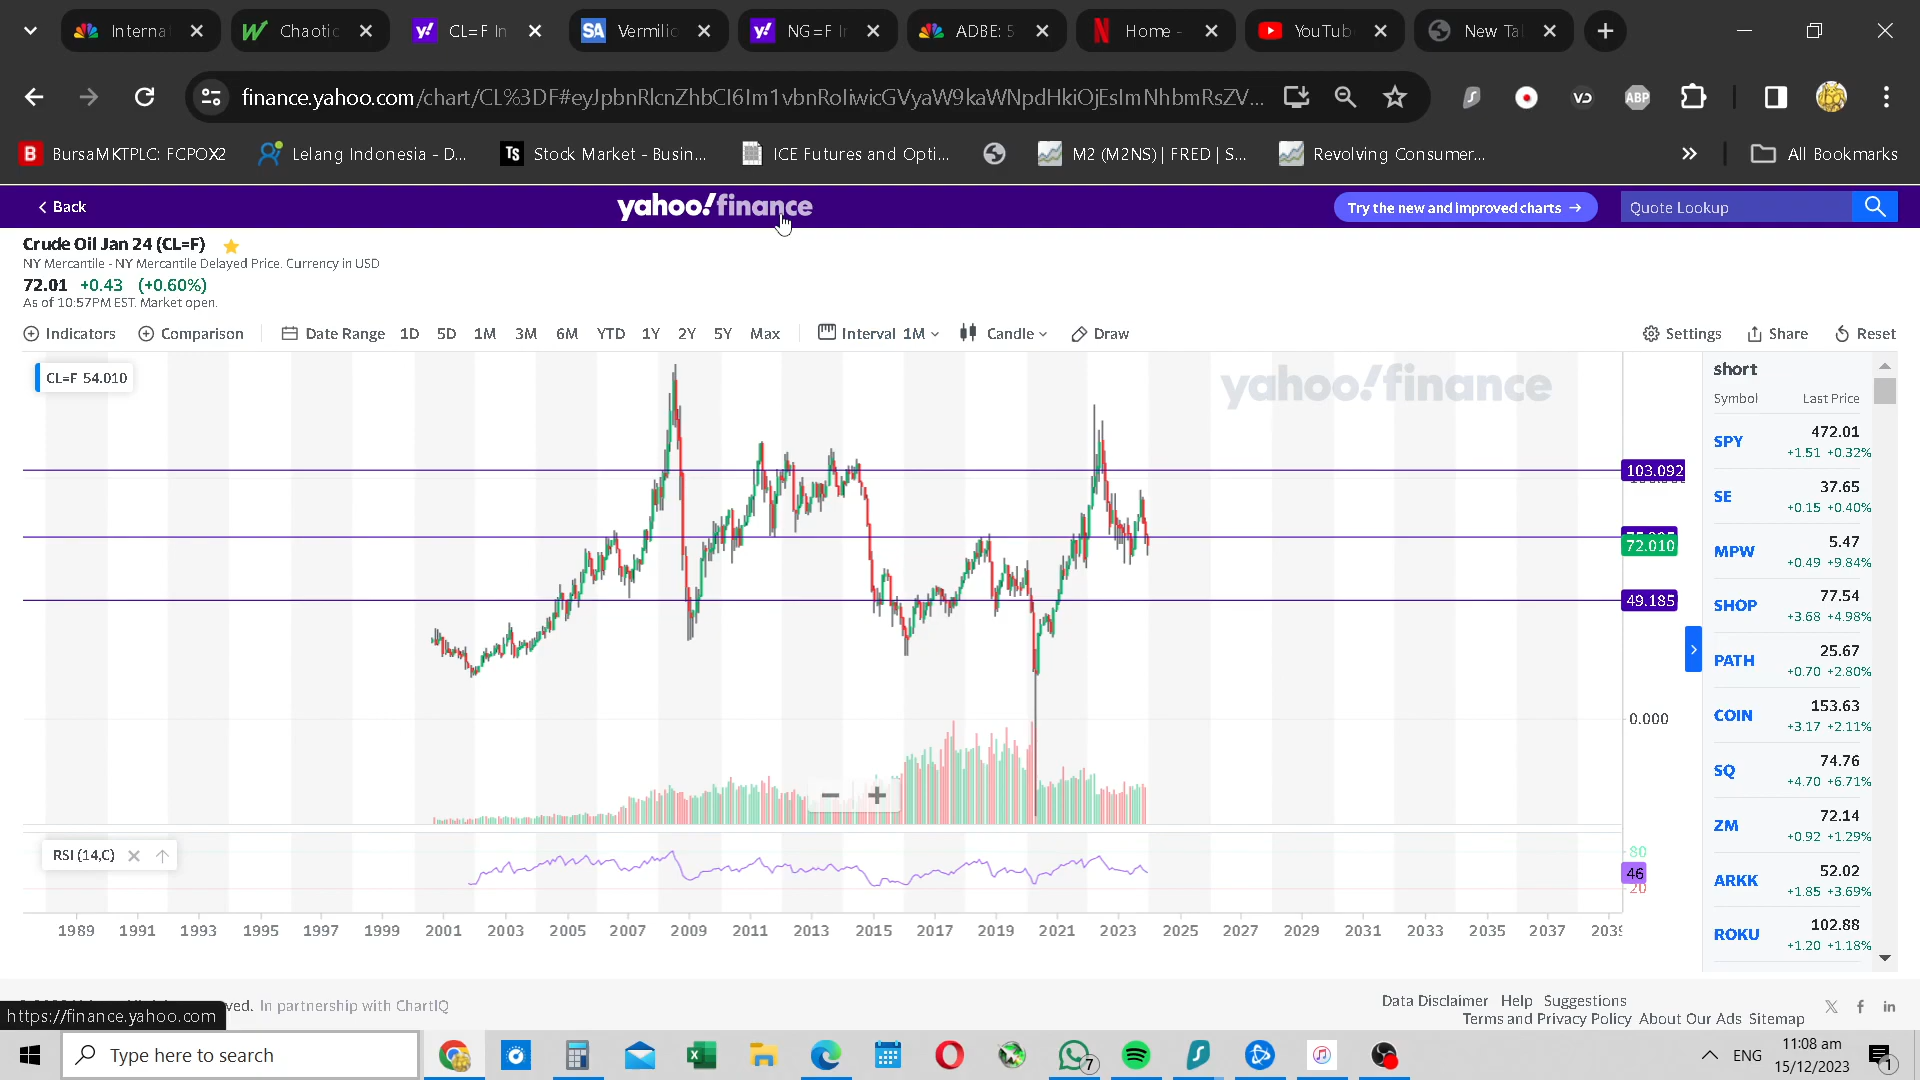 Interna
Chaotic
CL=F In
Vermilic
NG=F In
ADBE: 5
Home -
YouTub
New Tal
finance.yahoo.com/chart/CL%3DF#eyJpbnRlcnZhbCI6Im1vbnRoIiwicGVyaW9kaWNpdHkiOjEsImNhbmRsZV...
BursaMKTPLC: FCPOX2
Lelang Indonesia - D...
Stock Market - Busin...
ICE Futures and Opti...
M2 (M2NS) | FRED | S...
Revolving Consumer...
All Bookmarks
Back
yahoo!finance
Try the new and improved charts →
Quote Lookup
Crude Oil Jan 24 (CL=F)
NY Mercantile - NY Mercantile Delayed Price. Currency in USD
72.01 +0.43 (+0.60%)
As of 10:57PM EST. Market open.
Indicators
Comparison
Date Range
1D 5D 1M 3M 6M YTD 1Y 2Y 5Y Max
Interval 1M
Candle
Draw
Settings
Share
Reset
CL=F 54.010
yahoo!finance
103.092
72.010
49.185
0.000
RSI (14,C)
80
46
20
1989 1991 1993 1995 1997 1999 2001 2003 2005 2007 2009 2011 2013 2015 2017 2019 2021 2023 2025 2027 2029 2031 2033 2035 2037 2039
short
Symbol Last Price
SPY 472.01
+1.51 +0.32%
SE 37.65
+0.15 +0.40%
MPW 5.47
+0.49 +9.84%
SHOP 77.54
+3.68 +4.98%
PATH 25.67
+0.70 +2.80%
COIN 153.63
+3.17 +2.11%
SQ 74.76
+4.70 +6.71%
ZM 72.14
+0.92 +1.29%
ARKK 52.02
+1.85 +3.69%
ROKU 102.88
+1.20 +1.18%
ved. In partnership with ChartIQ
Data Disclaimer Help Suggestions
Terms and Privacy Policy About Our Ads Sitemap
https://finance.yahoo.com
Type here to search
7
ENG
11:08 am
15/12/2023
1